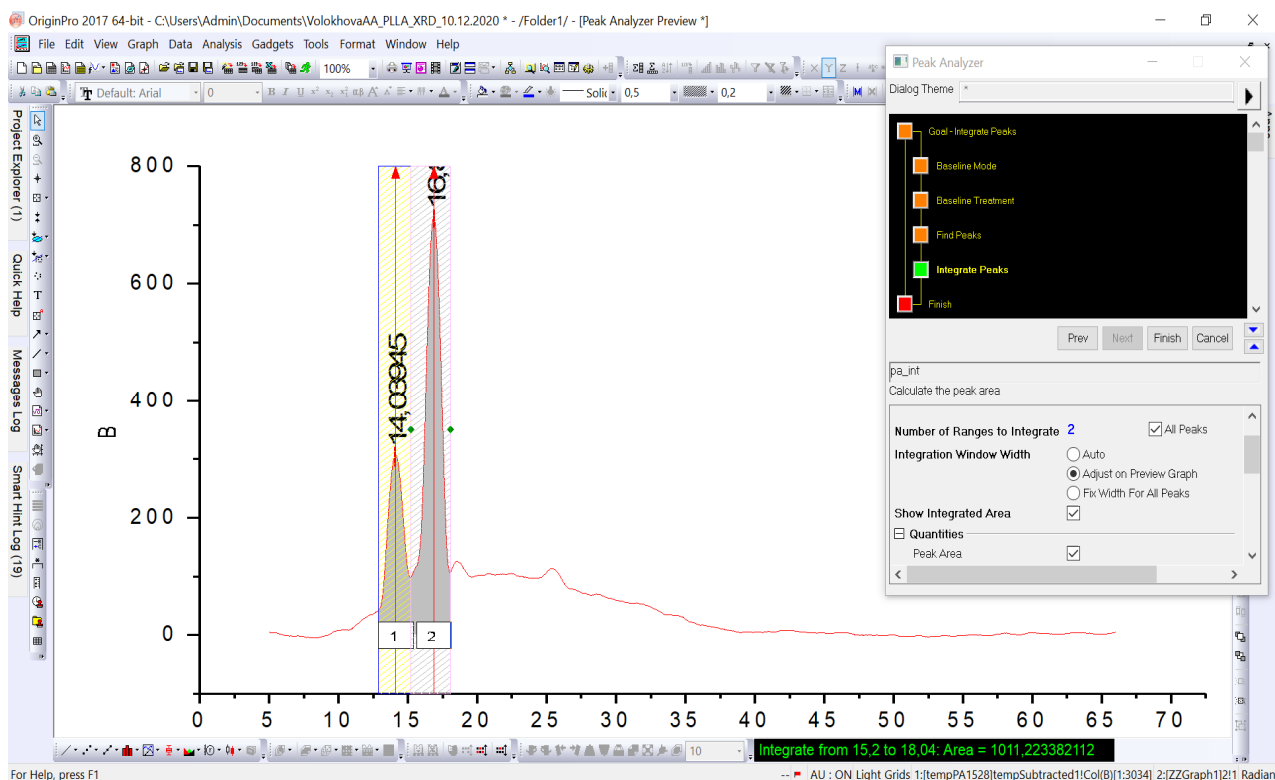 OriginPro 2017 64-bit - C:\Users\Admin\Documents\VolokhovaAA_PLLA_XRD_10.12.2020 * - /Folder1/ - [Peak Analyzer Preview *]
File Edit View Graph Data Analysis Gadgets Tools Format Window Help
100%
Default: Arial 0 B I U 0,5 0,2
Project Explorer (1)
Quick Help
Messages Log
Smart Hint Log (19)
Peak Analyzer
Dialog Theme *
Goal - Integrate Peaks
Baseline Mode
Baseline Treatment
Find Peaks
Integrate Peaks
Finish
Prev Next Finish Cancel
pa_int
Calculate the peak area
Number of Ranges to Integrate 2 All Peaks
Integration Window Width Auto
Adjust on Preview Graph
Fix Width For All Peaks
Show Integrated Area
Quantities
Peak Area
800
600
400
200
0
B
14,03945
16,
1 2
0 5 10 15 20 25 30 35 40 45 50 55 60 65 70
10
Integrate from 15,2 to 18,04: Area = 1011,223382112
For Help, press F1
-- AU : ON Light Grids 1:[tempPA1528]tempSubtracted1!Col(B)[1:3034] 2:[ZZGraph1]2!1 Radian